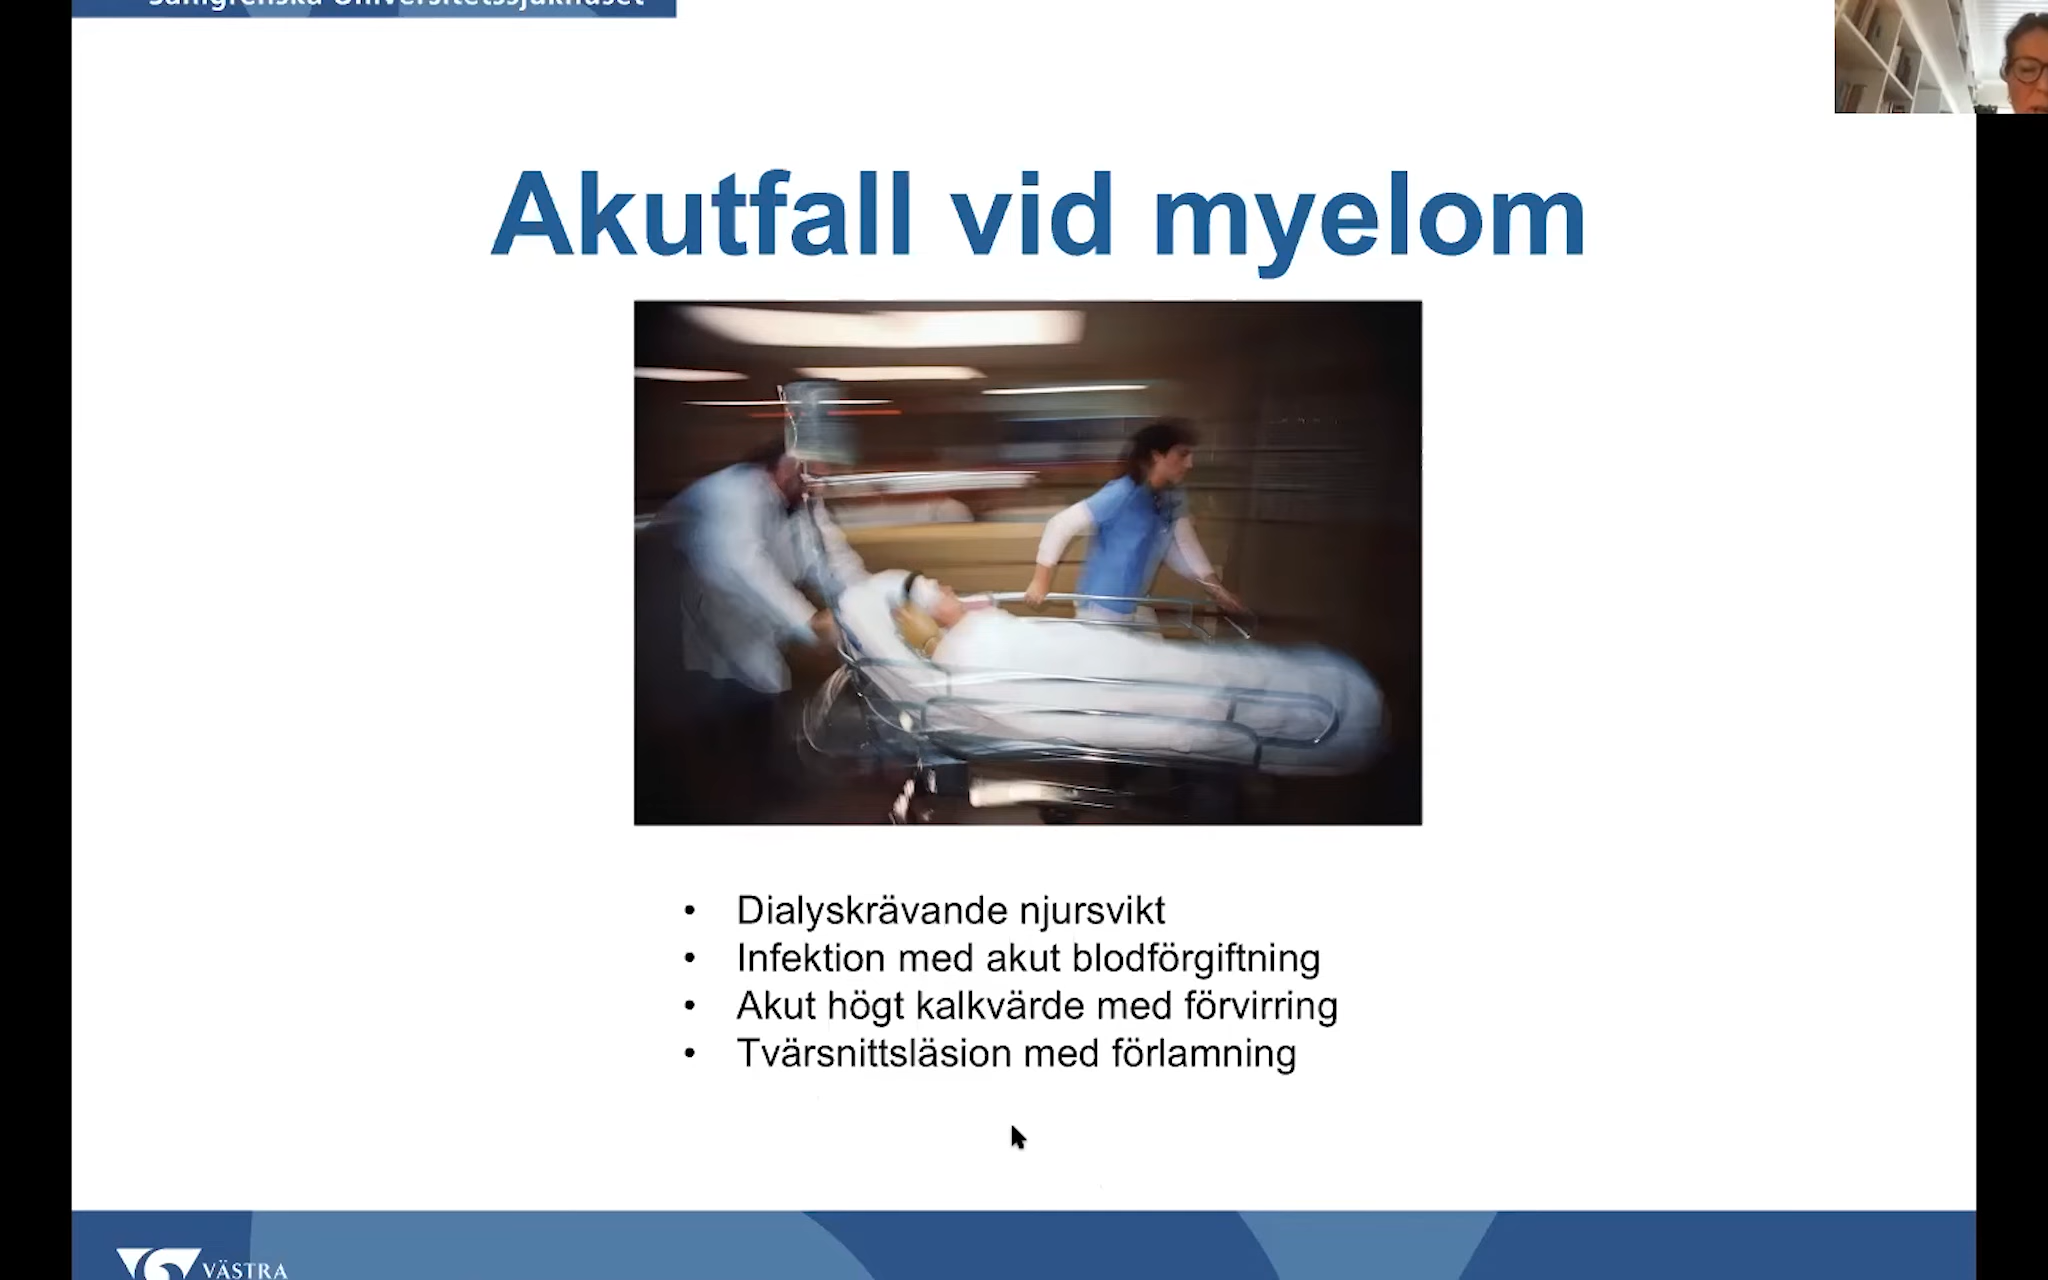 Sahlgrenska Universitetssjukhuset
Akutfall vid myelom
• Dialyskrävande njursvikt
• Infektion med akut blodförgiftning
• Akut högt kalkvärde med förvirring
• Tvärsnittsläsion med förlamning
VÄSTRA